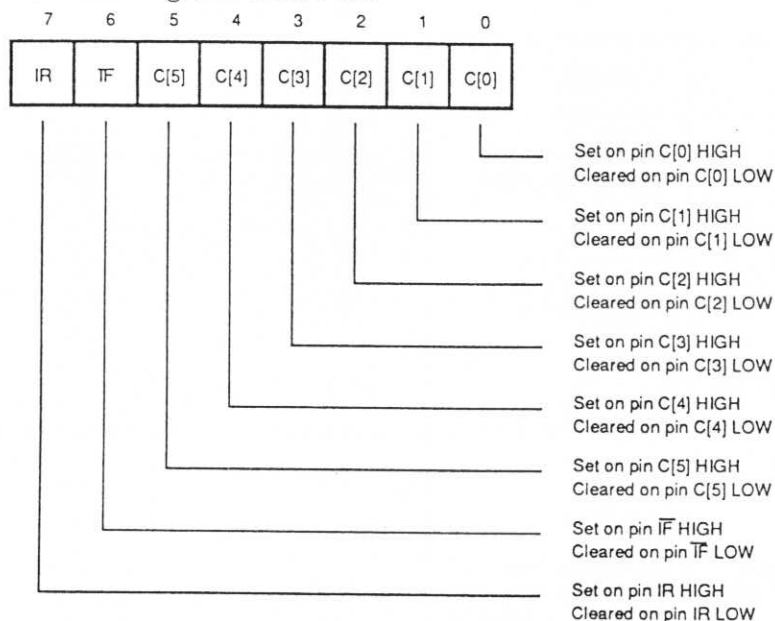 7 6 5 4 3 2 1 0
IR I̅F̅ C[5] C[4] C[3] C[2] C[1] C[0]
Set on pin C[0] HIGH
Cleared on pin C[0] LOW
Set on pin C[1] HIGH
Cleared on pin C[1] LOW
Set on pin C[2] HIGH
Cleared on pin C[2] LOW
Set on pin C[3] HIGH
Cleared on pin C[3] LOW
Set on pin C[4] HIGH
Cleared on pin C[4] LOW
Set on pin C[5] HIGH
Cleared on pin C[5] LOW
Set on pin I̅F̅ HIGH
Cleared on pin I̅F̅ LOW
Set on pin IR HIGH
Cleared on pin IR LOW